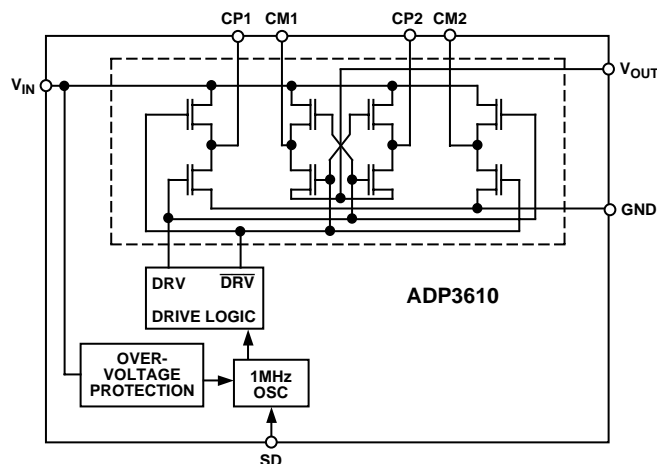 CP1 CM1 CP2 CM2
VIN
VOUT
GND
DRV DRV
DRIVE LOGIC
ADP3610
OVER-
VOLTAGE
PROTECTION
1MHz
OSC
SD